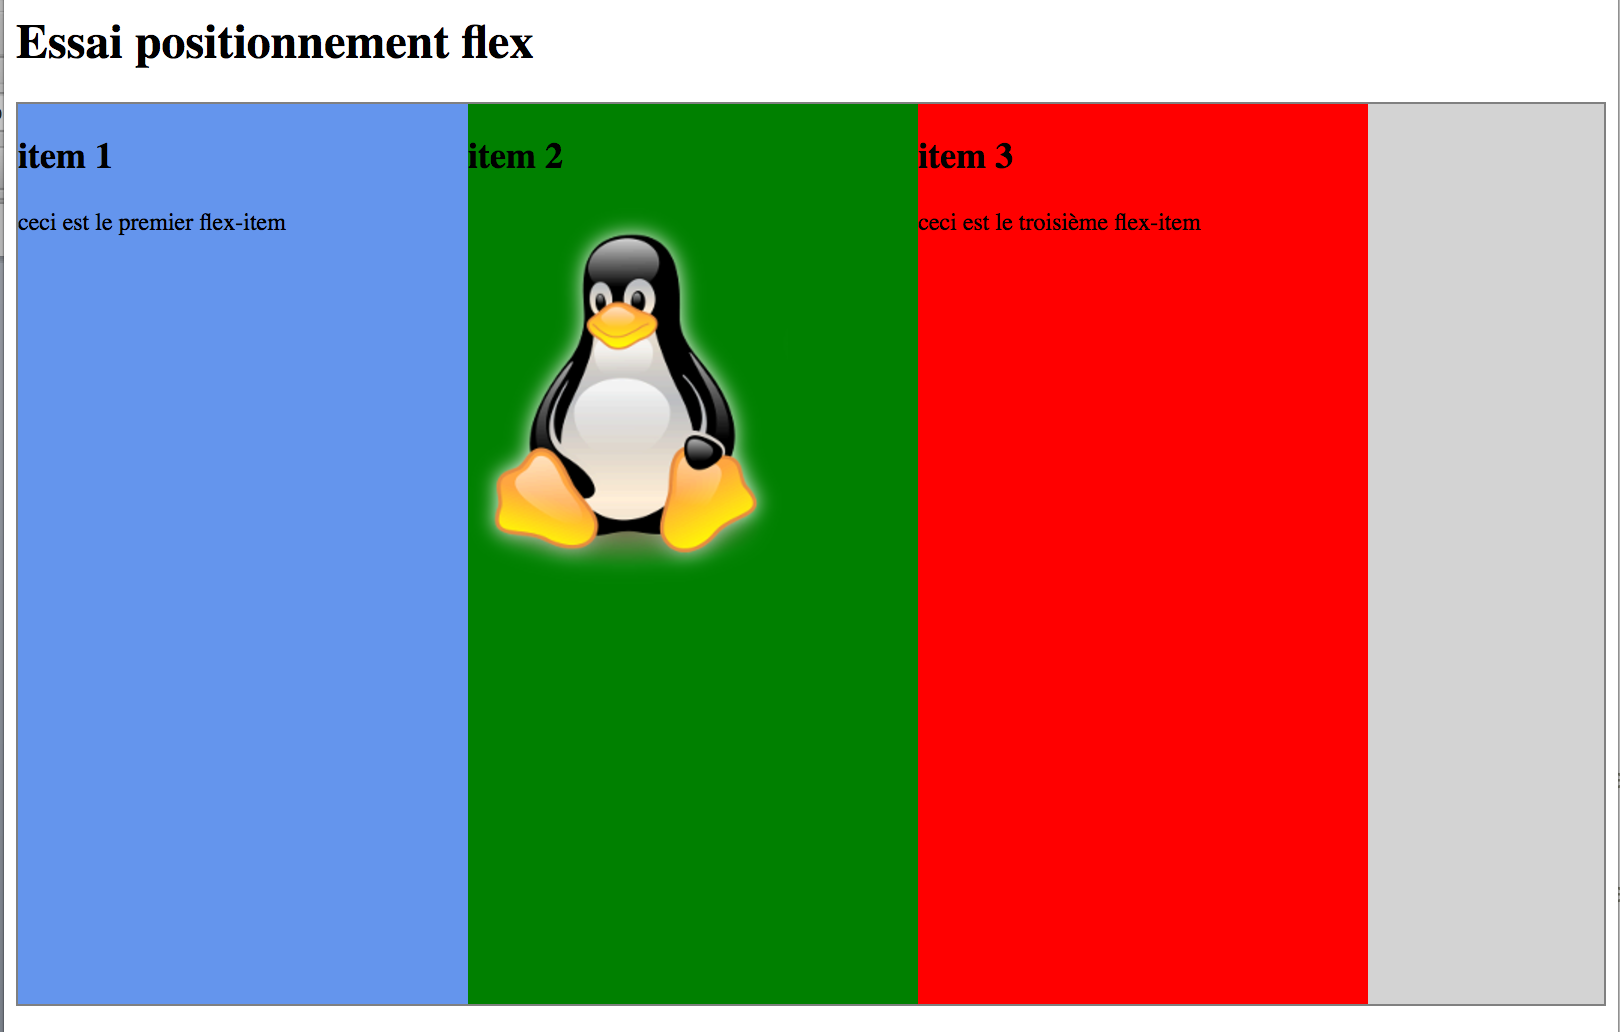 Essai positionnement flex
item 1
item 2
item 3
ceci est le premier flex-item
ceci est le troisième flex-item